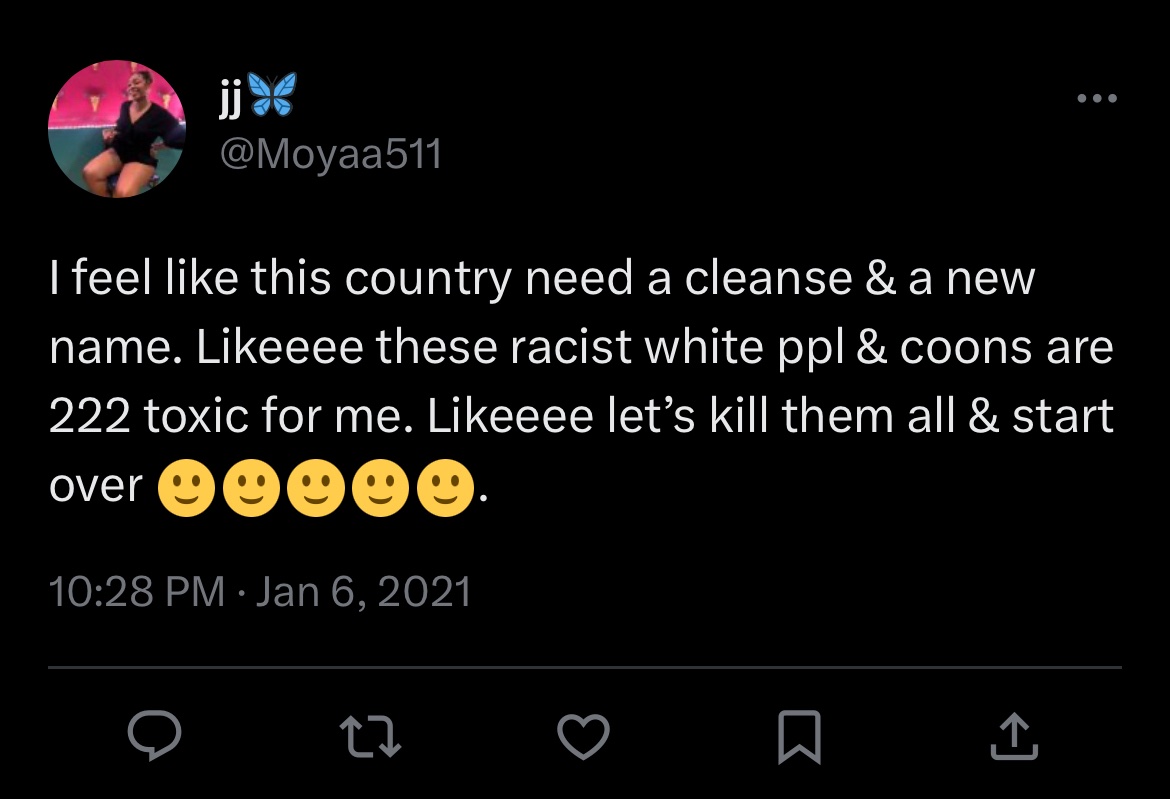 jj🦋
@Moyaa511
I feel like this country need a cleanse & a new
name. Likeeee these racist white ppl & coons are
222 toxic for me. Likeeee let’s kill them all & start
over 🙂🙂🙂🙂🙂.
10:28 PM · Jan 6, 2021